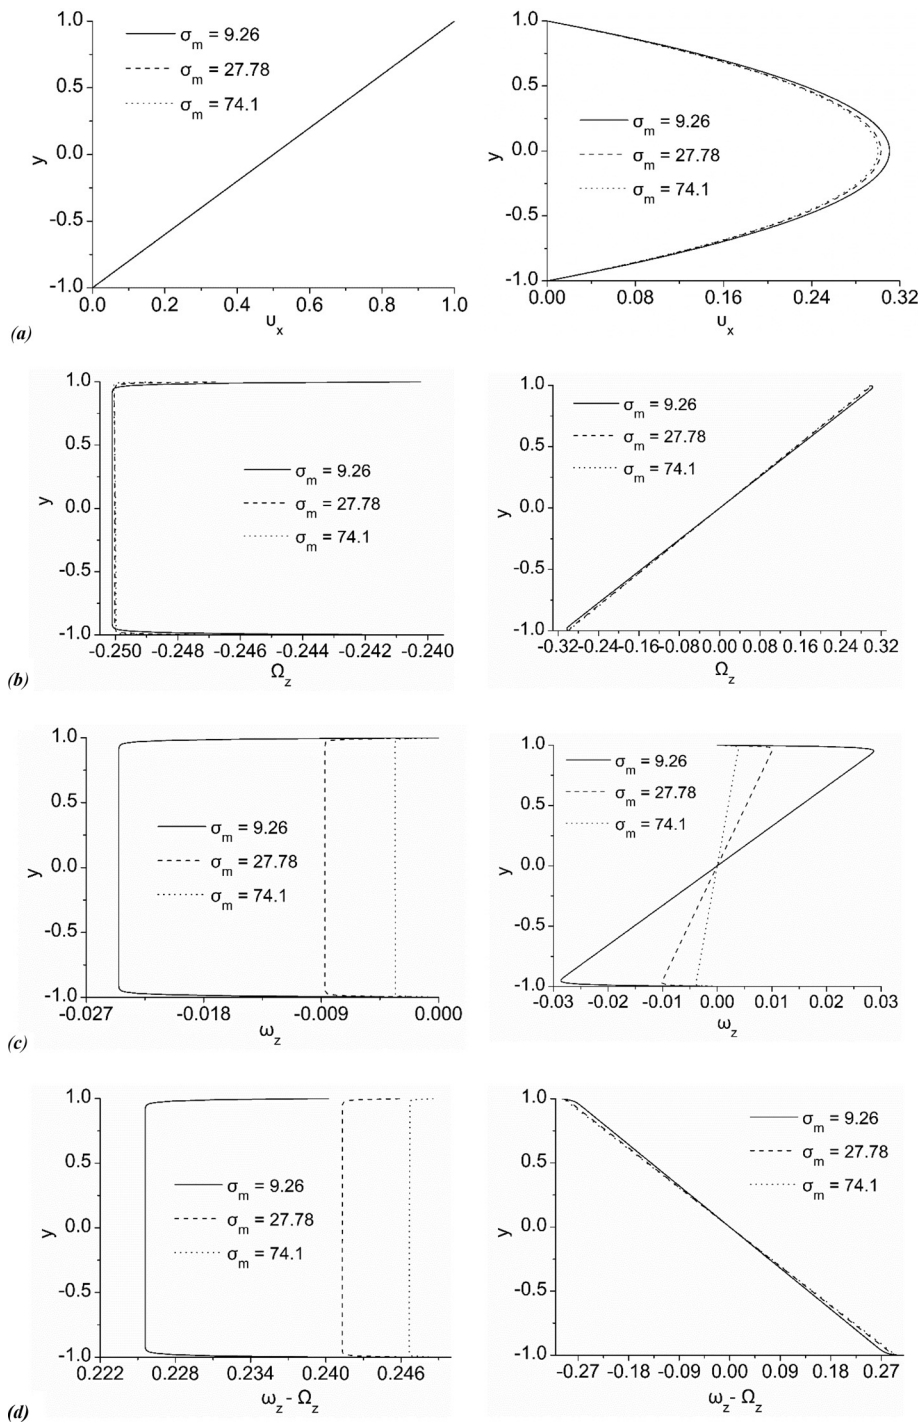 1.0
0.5
0.0
-0.5
-1.0
y
σm = 9.26
σm = 27.78
σm = 74.1
0.0 0.2 0.4 0.6 0.8 1.0
υx
1.0
0.5
0.0
-0.5
-1.0
y
σm = 9.26
σm = 27.78
σm = 74.1
0.00 0.08 0.16 0.24 0.32
υx
(a)
1.0
0.5
0.0
-0.5
-1.0
y
σm = 9.26
σm = 27.78
σm = 74.1
-0.250 -0.248 -0.246 -0.244 -0.242 -0.240
Ωz
1.0
0.5
0.0
-0.5
-1.0
y
σm = 9.26
σm = 27.78
σm = 74.1
-0.32 -0.24 -0.16 -0.08 0.00 0.08 0.16 0.24 0.32
Ωz
(b)
1.0
0.5
0.0
-0.5
-1.0
y
σm = 9.26
σm = 27.78
σm = 74.1
-0.027 -0.018 -0.009 0.000
ωz
1.0
0.5
0.0
-0.5
-1.0
y
σm = 9.26
σm = 27.78
σm = 74.1
-0.03 -0.02 -0.01 0.00 0.01 0.02 0.03
ωz
(c)
1.0
0.5
0.0
-0.5
-1.0
y
σm = 9.26
σm = 27.78
σm = 74.1
0.222 0.228 0.234 0.240 0.246
ωz - Ωz
1.0
0.5
0.0
-0.5
-1.0
y
σm = 9.26
σm = 27.78
σm = 74.1
-0.27 -0.18 -0.09 0.00 0.09 0.18 0.27
ωz- Ωz
(d)